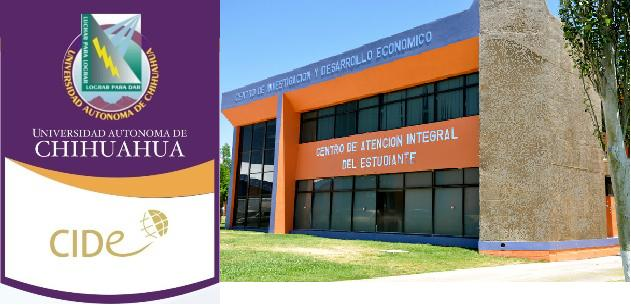 LUCHAR PARA LOGRAR
LOGRAR PARA DAR
UNIVERSIDAD AUTONOMA DE CHIHUAHUA
UNIVERSIDAD AUTONOMA DE
CHIHUAHUA
CIDe
CENTRO DE INVESTIGACION Y DESARROLLO ECONOMICO
CENTRO DE ATENCION INTEGRAL
DEL ESTUDIANTE